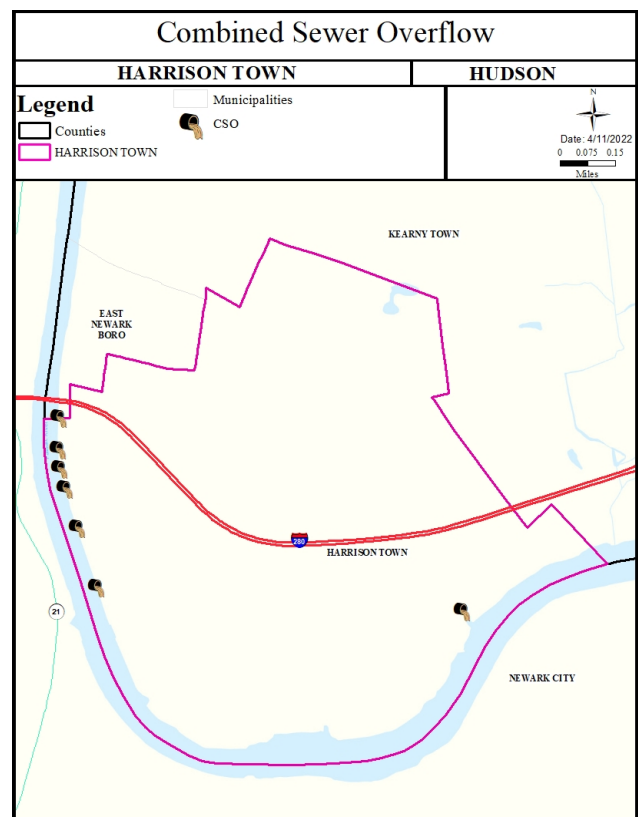 Combined Sewer Overflow
HARRISON TOWN
HUDSON
Legend
Counties
HARRISON TOWN
Municipalities
CSO
N
Date: 4/11/2022
0 0.075 0.15
Miles
KEARNY TOWN
EAST
NEWARK
BORO
280
HARRISON TOWN
21
NEWARK CITY